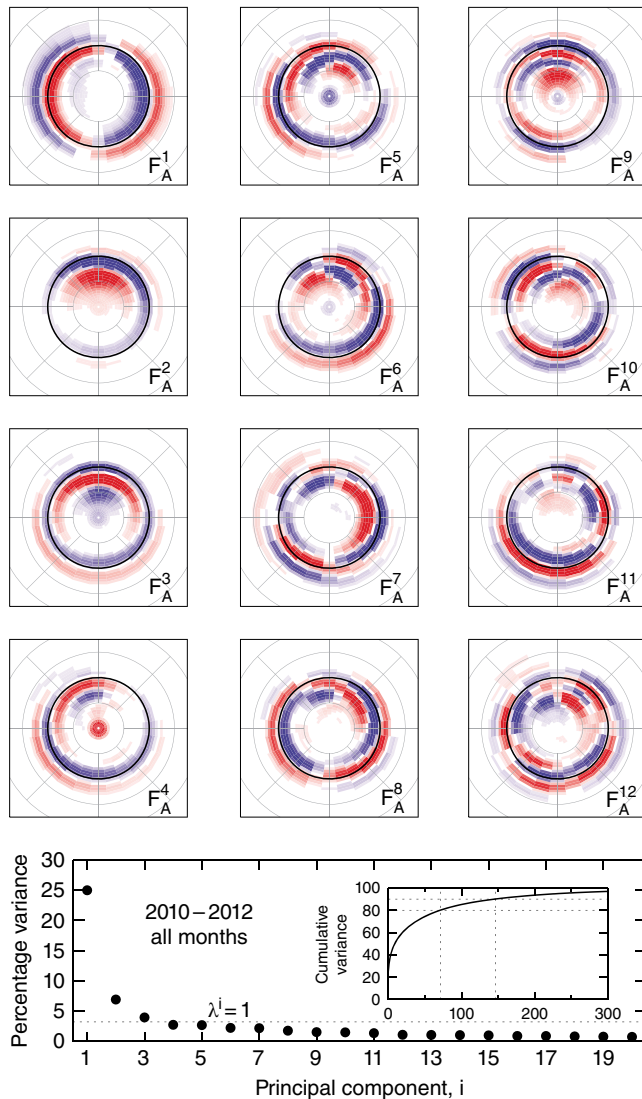 F_A^1
F_A^5
F_A^9
F_A^2
F_A^6
F_A^10
F_A^3
F_A^7
F_A^11
F_A^4
F_A^8
F_A^12
Percentage variance
30
25
20
15
10
5
0
2010–2012
all months
λ^i = 1
Cumulative
variance
100
80
60
40
20
0
0 100 200 300
1 3 5 7 9 11 13 15 17 19
Principal component, i